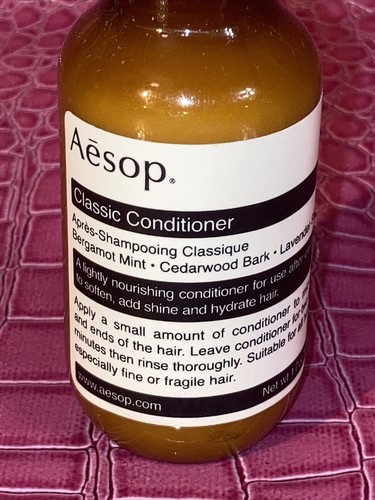 Aēsop®
Classic Conditioner
Après-Shampooing Classique
Bergamot Mint • Cedarwood Bark • Lavender
A lightly nourishing conditioner for use after
to soften, add shine and hydrate hair.
Apply a small amount of conditioner to
and ends of the hair. Leave conditioner for
minutes then rinse thoroughly. Suitable for
especially fine or fragile hair.
www.aesop.com
Net wt